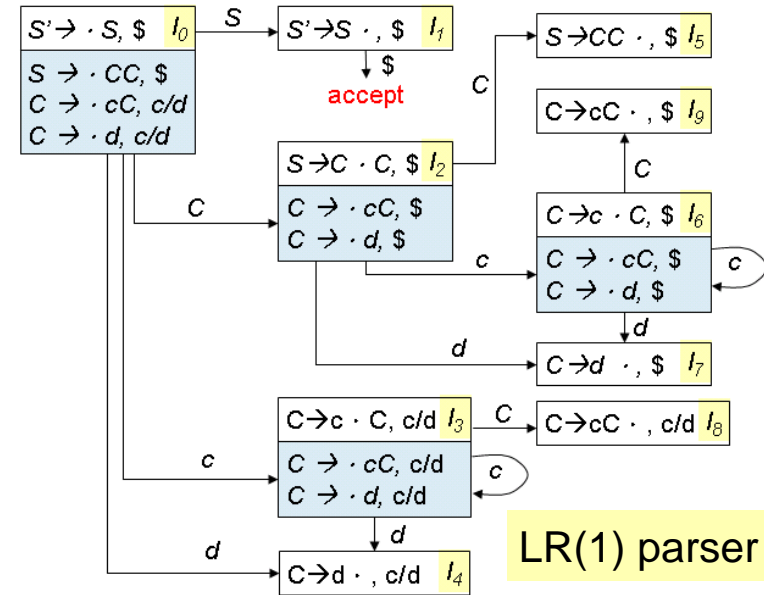 S'→ · S, $ I0
S → · CC, $
C → · cC, c/d
C → · d, c/d
S
S'→S · , $ I1
$
accept
C
S→CC · , $ I5
C→cC · , $ I9
C
C
S→C · C, $ I2
C → · cC, $
C → · d, $
c
C→c · C, $ I6
C → · cC, $
C → · d, $
c
d
d
C→d · , $ I7
C→c · C, c/d I3
C → · cC, c/d
C → · d, c/d
C
C→cC · , c/d I8
c
c
d
d
C→d · , c/d I4
LR(1) parser